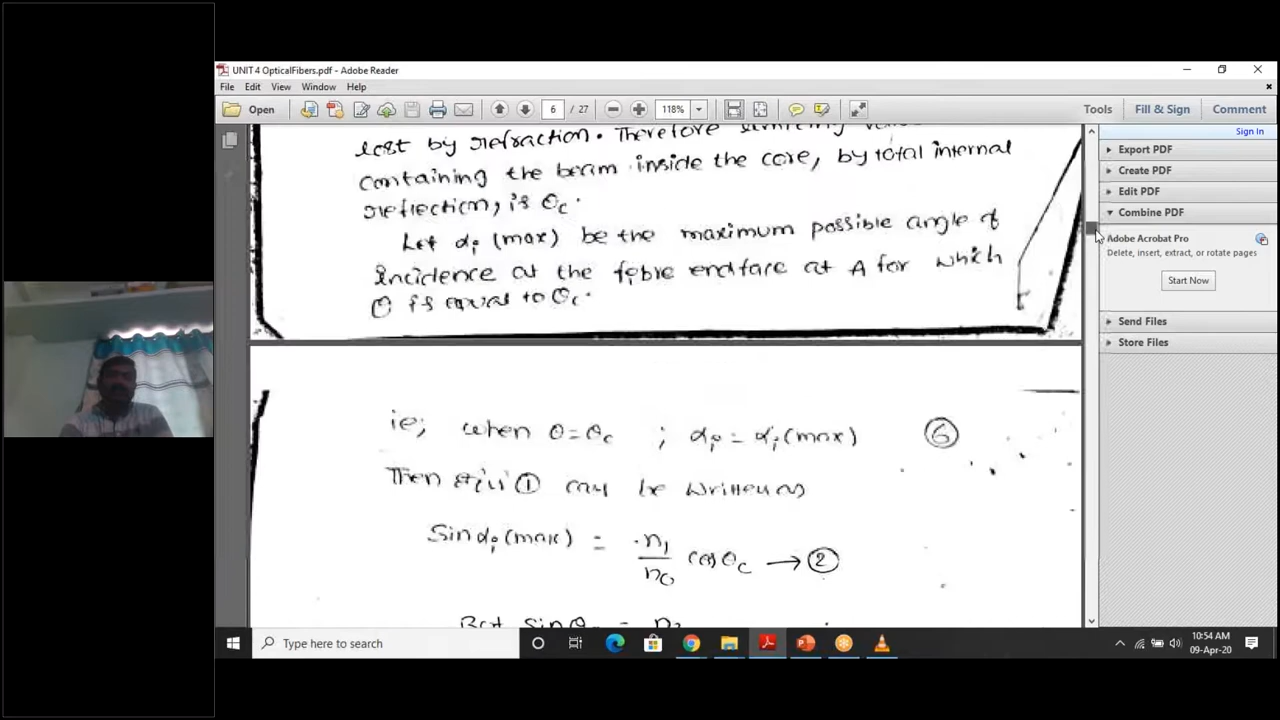 UNIT 4 OpticalFibers.pdf - Adobe Reader
File Edit View Window Help
Open 6 / 27 118% Tools Fill & Sign Comment
Sign In
Export PDF
Create PDF
Edit PDF
Combine PDF
Adobe Acrobat Pro
Delete, insert, extract, or rotate pages
Start Now
Send Files
Store Files
lost by refraction. Therefore limiting
containing the beam inside the core, by total internal
reflection, is θc.
Let αi (max) be the maximum possible angle of
incidence at the fibre endface at A for which
θ is equal to θc.
ie; when θ = θc ; αi = αi(max) ⑥
Then ① can be written as
Sin αi (max) = n1/n0 cos θc → ②
But sin θ = n2
Type here to search
10:54 AM
09-Apr-20